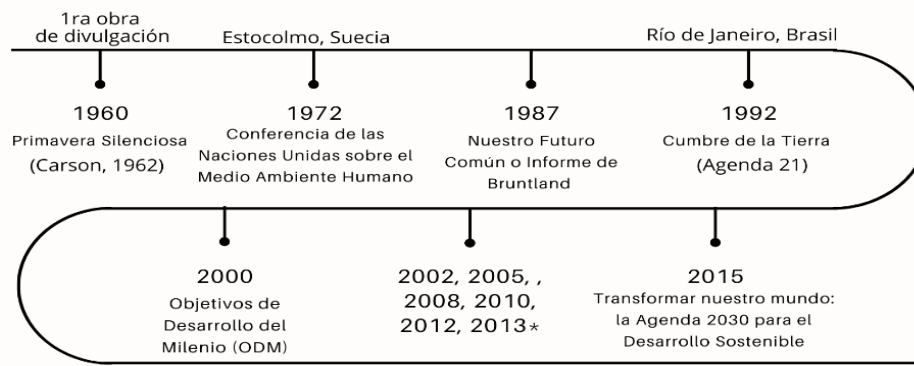 1ra obra
de divulgación
Estocolmo, Suecia
Río de Janeiro, Brasil
1960
Primavera Silenciosa
(Carson, 1962)
1972
Conferencia de las
Naciones Unidas sobre el
Medio Ambiente Humano
1987
Nuestro Futuro
Común o Informe de
Bruntland
1992
Cumbre de la Tierra
(Agenda 21)
2000
Objetivos de
Desarrollo del
Milenio (ODM)
2002, 2005, ,
2008, 2010,
2012, 2013*
2015
Transformar nuestro mundo:
la Agenda 2030 para el
Desarrollo Sostenible